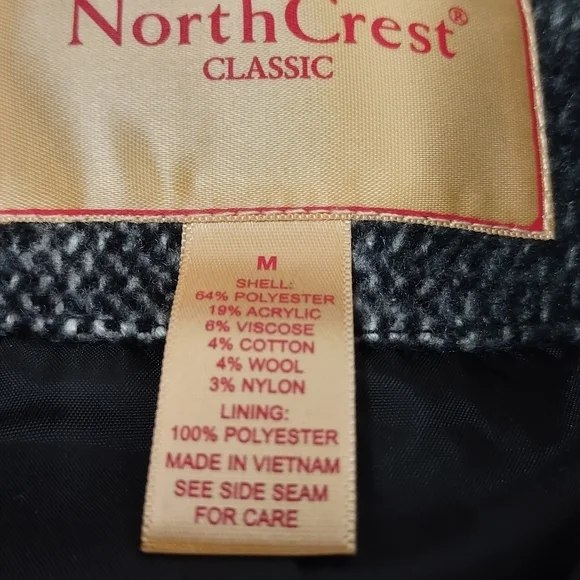 NorthCrest®
CLASSIC
M
SHELL:
64% POLYESTER
19% ACRYLIC
6% VISCOSE
4% COTTON
4% WOOL
3% NYLON
LINING:
100% POLYESTER
MADE IN VIETNAM
SEE SIDE SEAM
FOR CARE